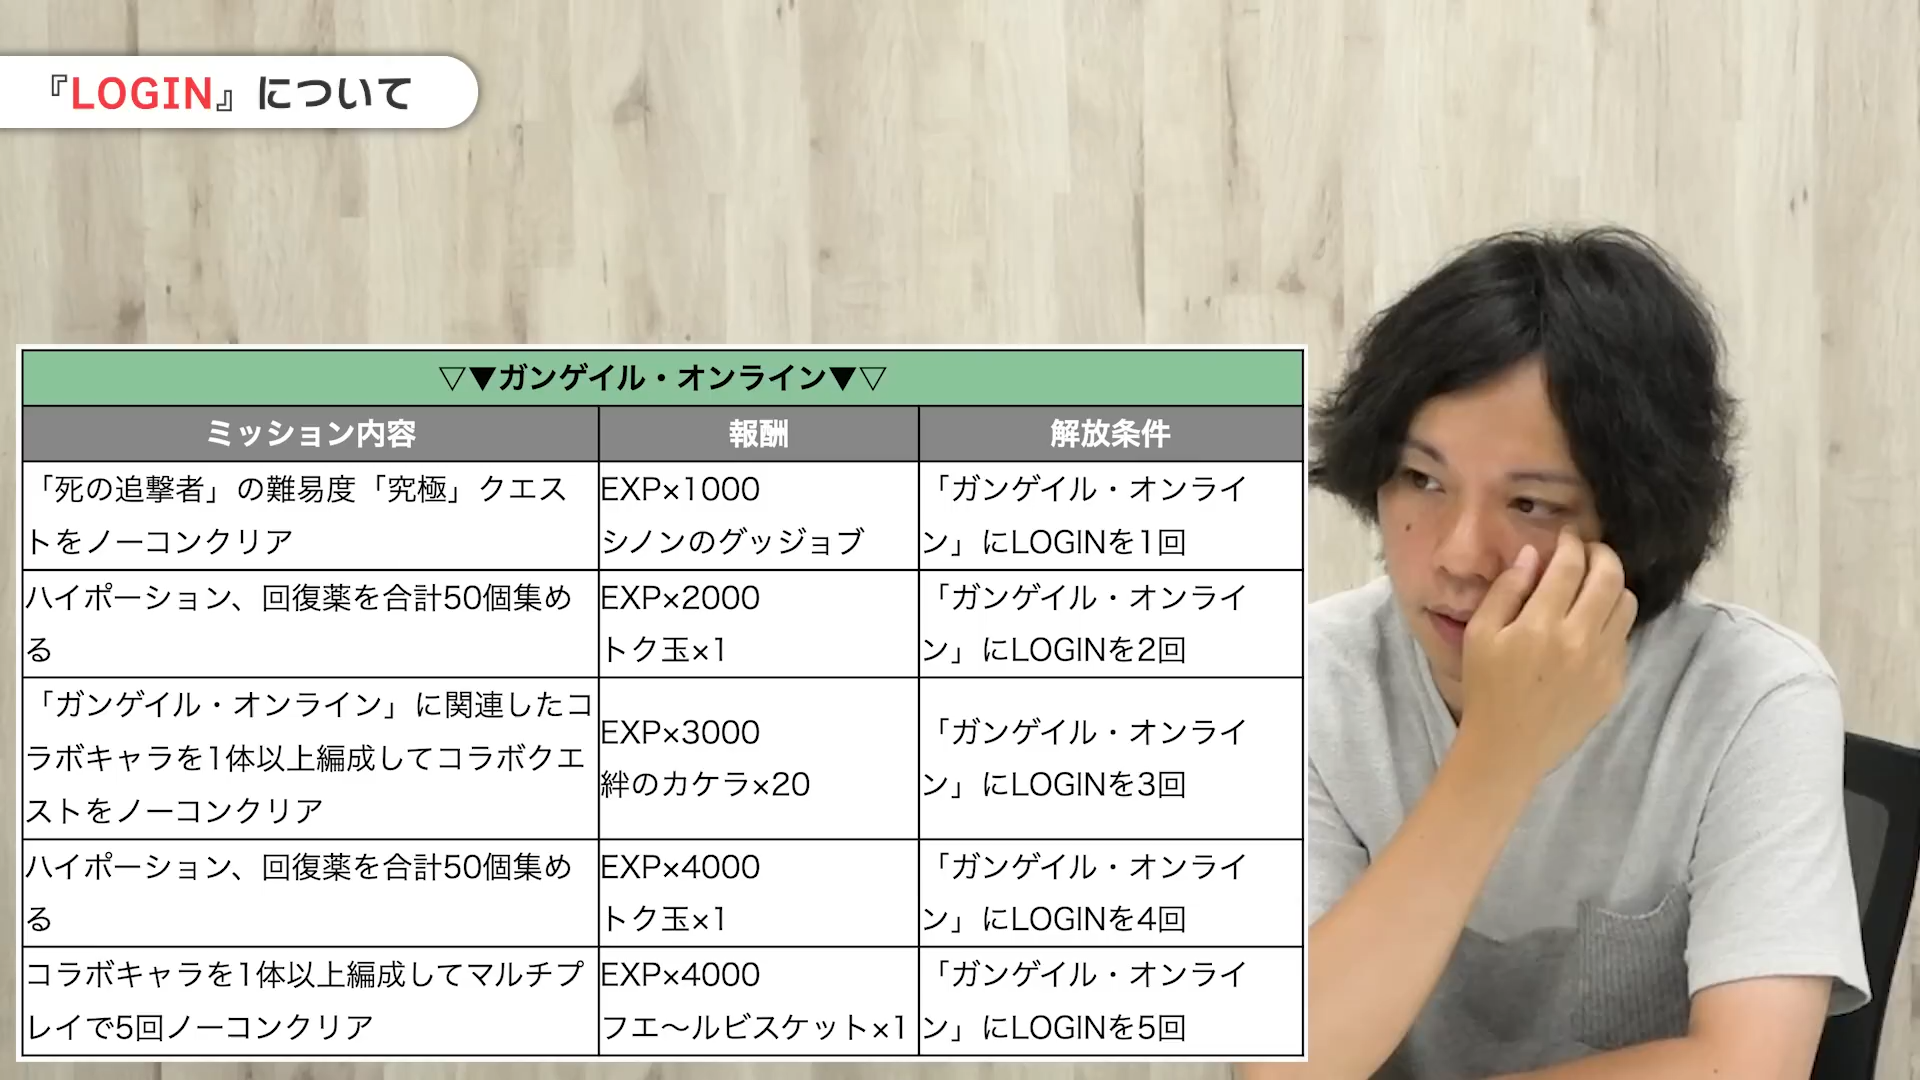 『LOGIN』について
▽▼ガンゲイル・オンライン▼▽
ミッション内容 報酬 解放条件
「死の追撃者」の難易度「究極」クエス
トをノーコンクリア
EXP×1000
シノンのグッジョブ
「ガンゲイル・オンライ
ン」にLOGINを1回
ハイポーション、回復薬を合計50個集め
る
EXP×2000
トク玉×1
「ガンゲイル・オンライ
ン」にLOGINを2回
「ガンゲイル・オンライン」に関連したコ
ラボキャラを1体以上編成してコラボクエ
ストをノーコンクリア
EXP×3000
絆のカケラ×20
「ガンゲイル・オンライ
ン」にLOGINを3回
ハイポーション、回復薬を合計50個集め
る
EXP×4000
トク玉×1
「ガンゲイル・オンライ
ン」にLOGINを4回
コラボキャラを1体以上編成してマルチプ
レイで5回ノーコンクリア
EXP×4000
フエ〜ルビスケット×1
「ガンゲイル・オンライ
ン」にLOGINを5回